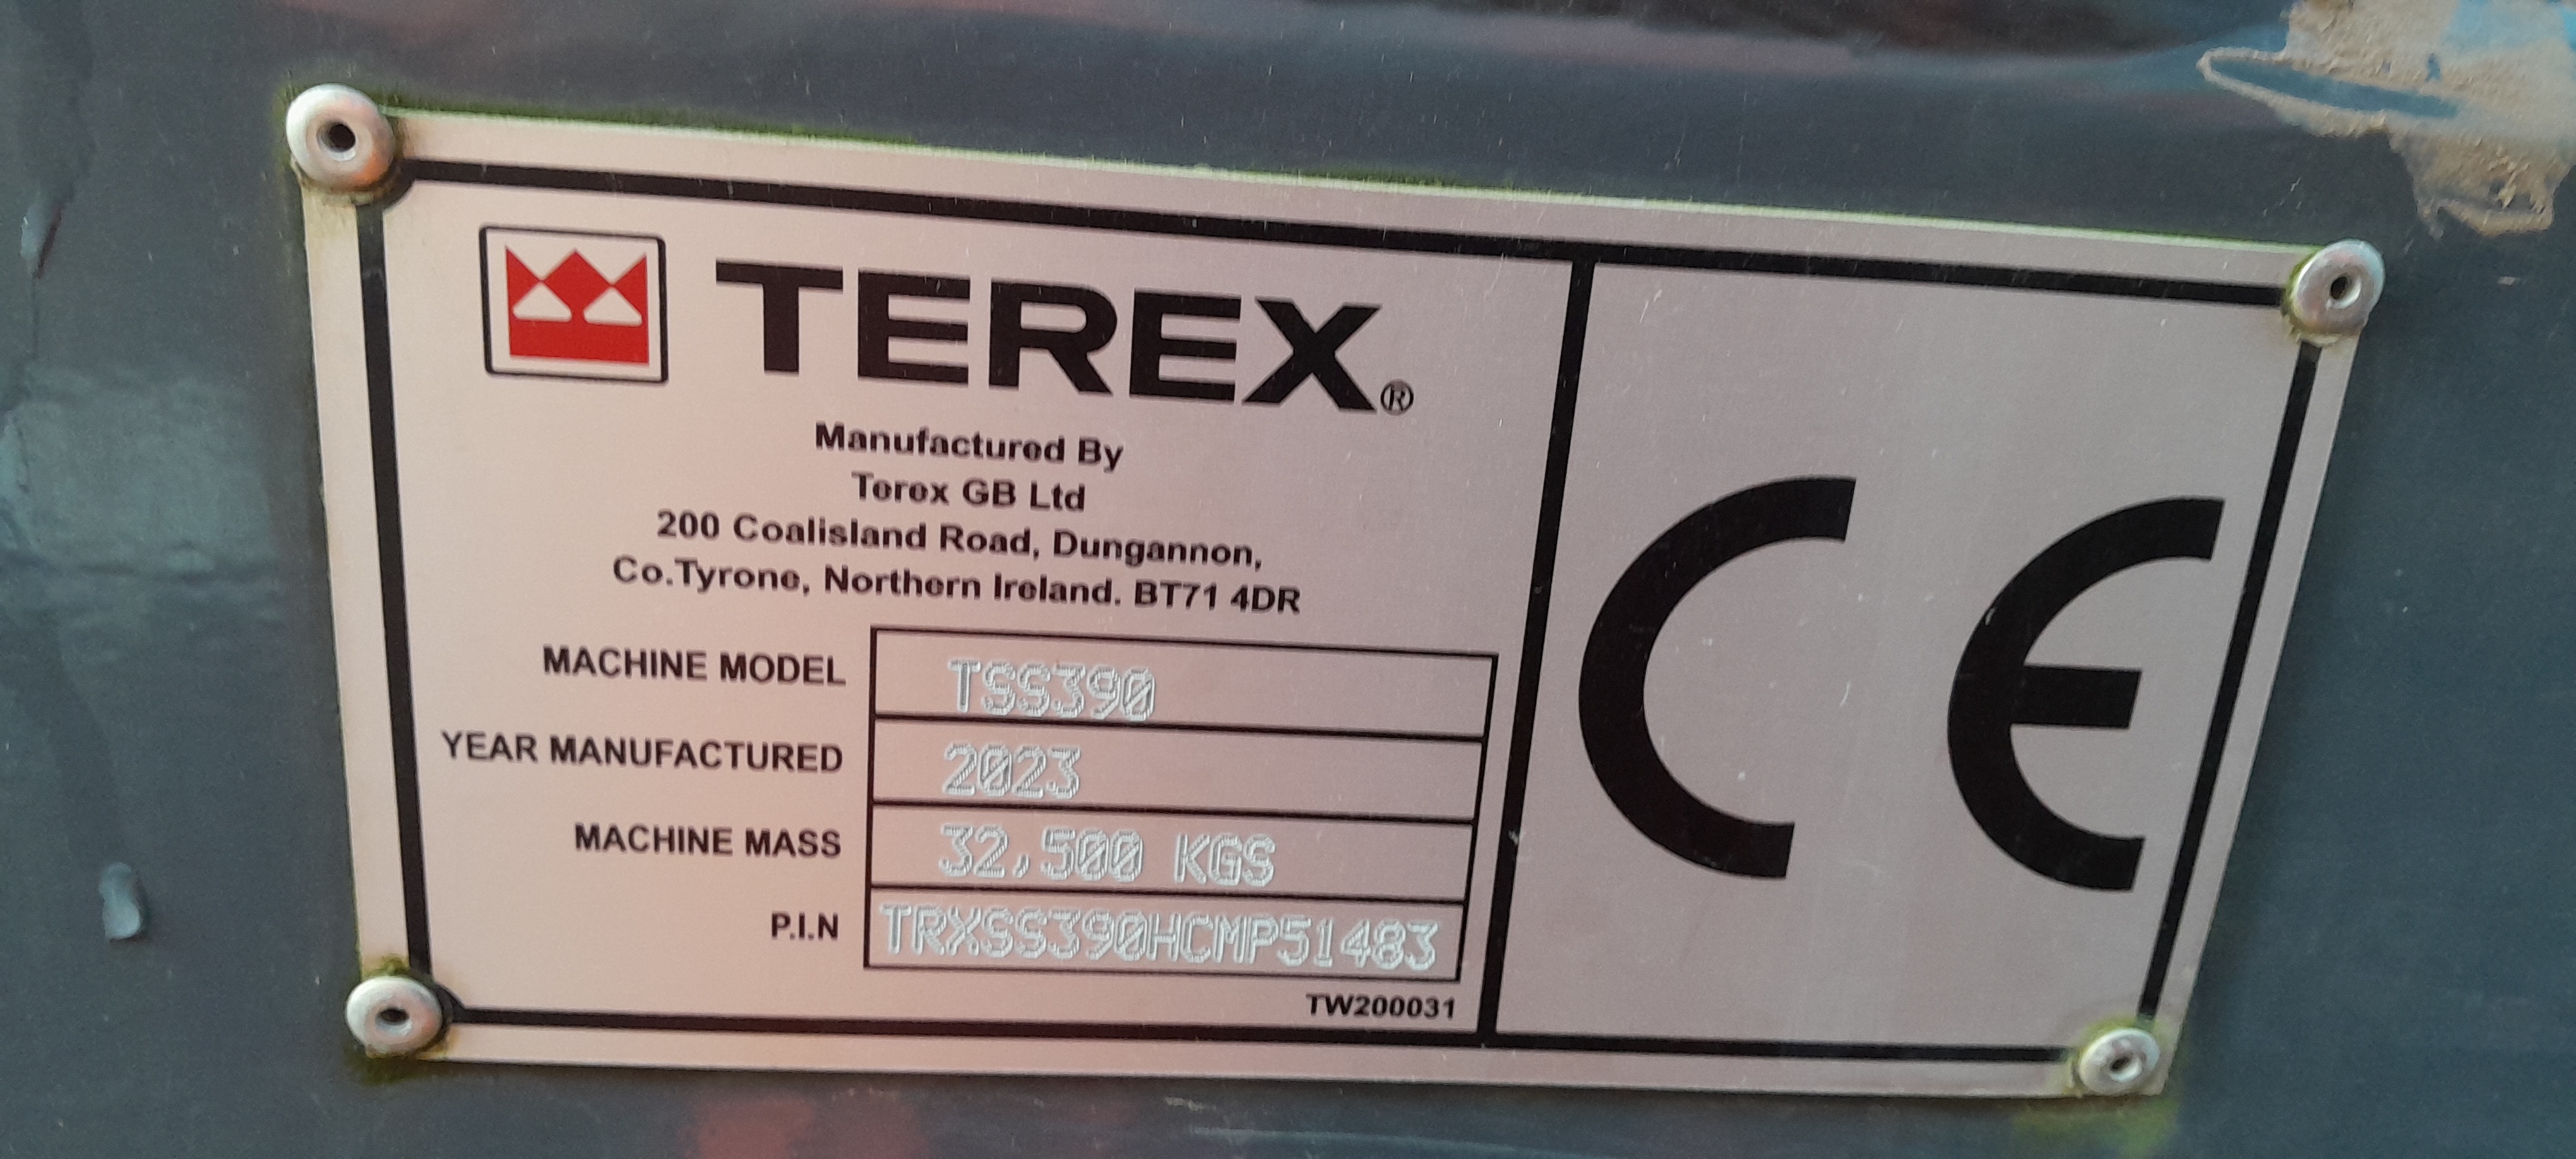 TEREX®
Manufactured By
Terex GB Ltd
200 Coalisland Road, Dungannon,
Co.Tyrone, Northern Ireland. BT71 4DR
MACHINE MODEL TSS390
YEAR MANUFACTURED 2023
MACHINE MASS 32,500 KGS
P.I.N TRXSS390HCMP51483
TW200031
CE